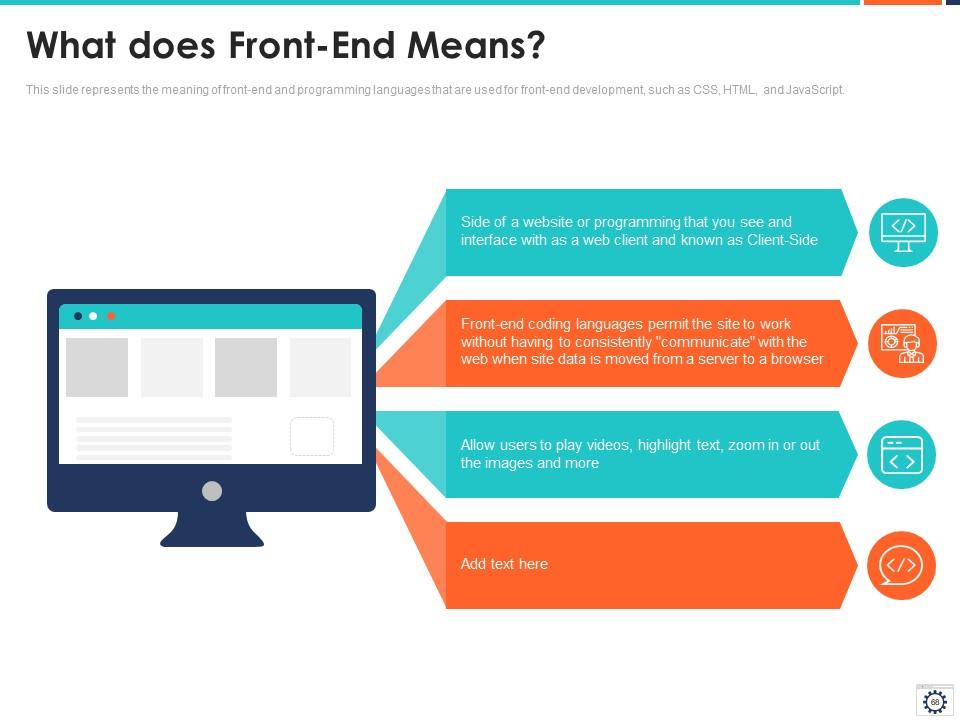 What does Front-End Means?
This slide represents the meaning of front-end and programming languages that are used for front-end development, such as CSS, HTML, and JavaScript.
Side of a website or programming that you see and
interface with as a web client and known as Client-Side
Front-end coding languages permit the site to work
without having to consistently "communicate" with the
web when site data is moved from a server to a browser
Allow users to play videos, highlight text, zoom in or out
the images and more
Add text here
68